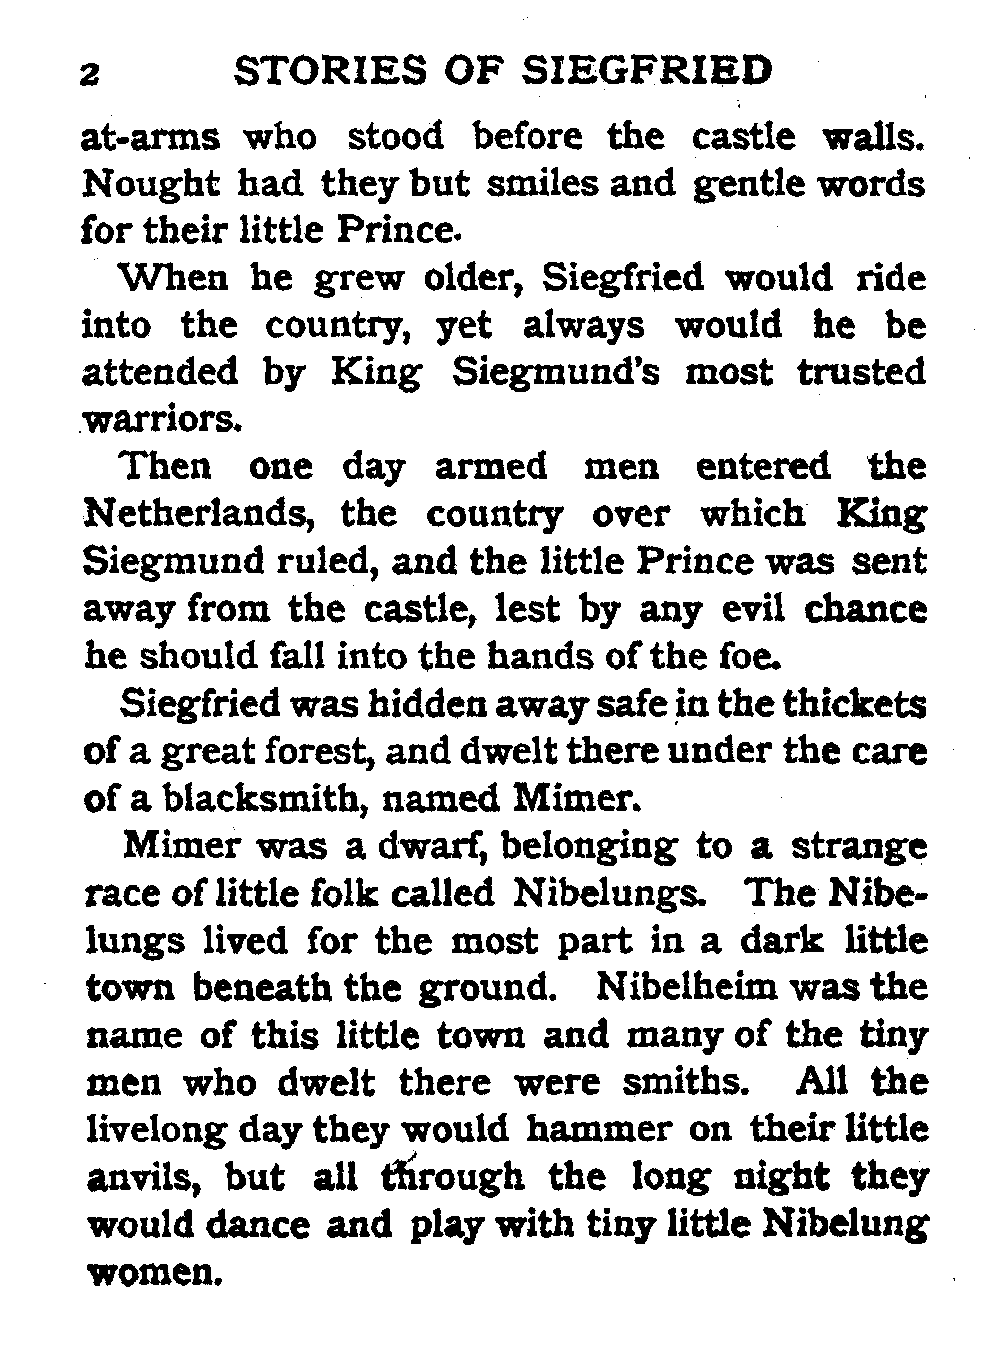 2 STORIES OF SIEGFRIED
at-arms who stood before the castle walls.
Nought had they but smiles and gentle words
for their little Prince.
When he grew older, Siegfried would ride
into the country, yet always would he be
attended by King Siegmund's most trusted
warriors.
Then one day armed men entered the
Netherlands, the country over which King
Siegmund ruled, and the little Prince was sent
away from the castle, lest by any evil chance
he should fall into the hands of the foe.
Siegfried was hidden away safe in the thickets
of a great forest, and dwelt there under the care
of a blacksmith, named Mimer.
Mimer was a dwarf, belonging to a strange
race of little folk called Nibelungs. The Nibe-
lungs lived for the most part in a dark little
town beneath the ground. Nibelheim was the
name of this little town and many of the tiny
men who dwelt there were smiths. All the
livelong day they would hammer on their little
anvils, but all through the long night they
would dance and play with tiny little Nibelung
women.